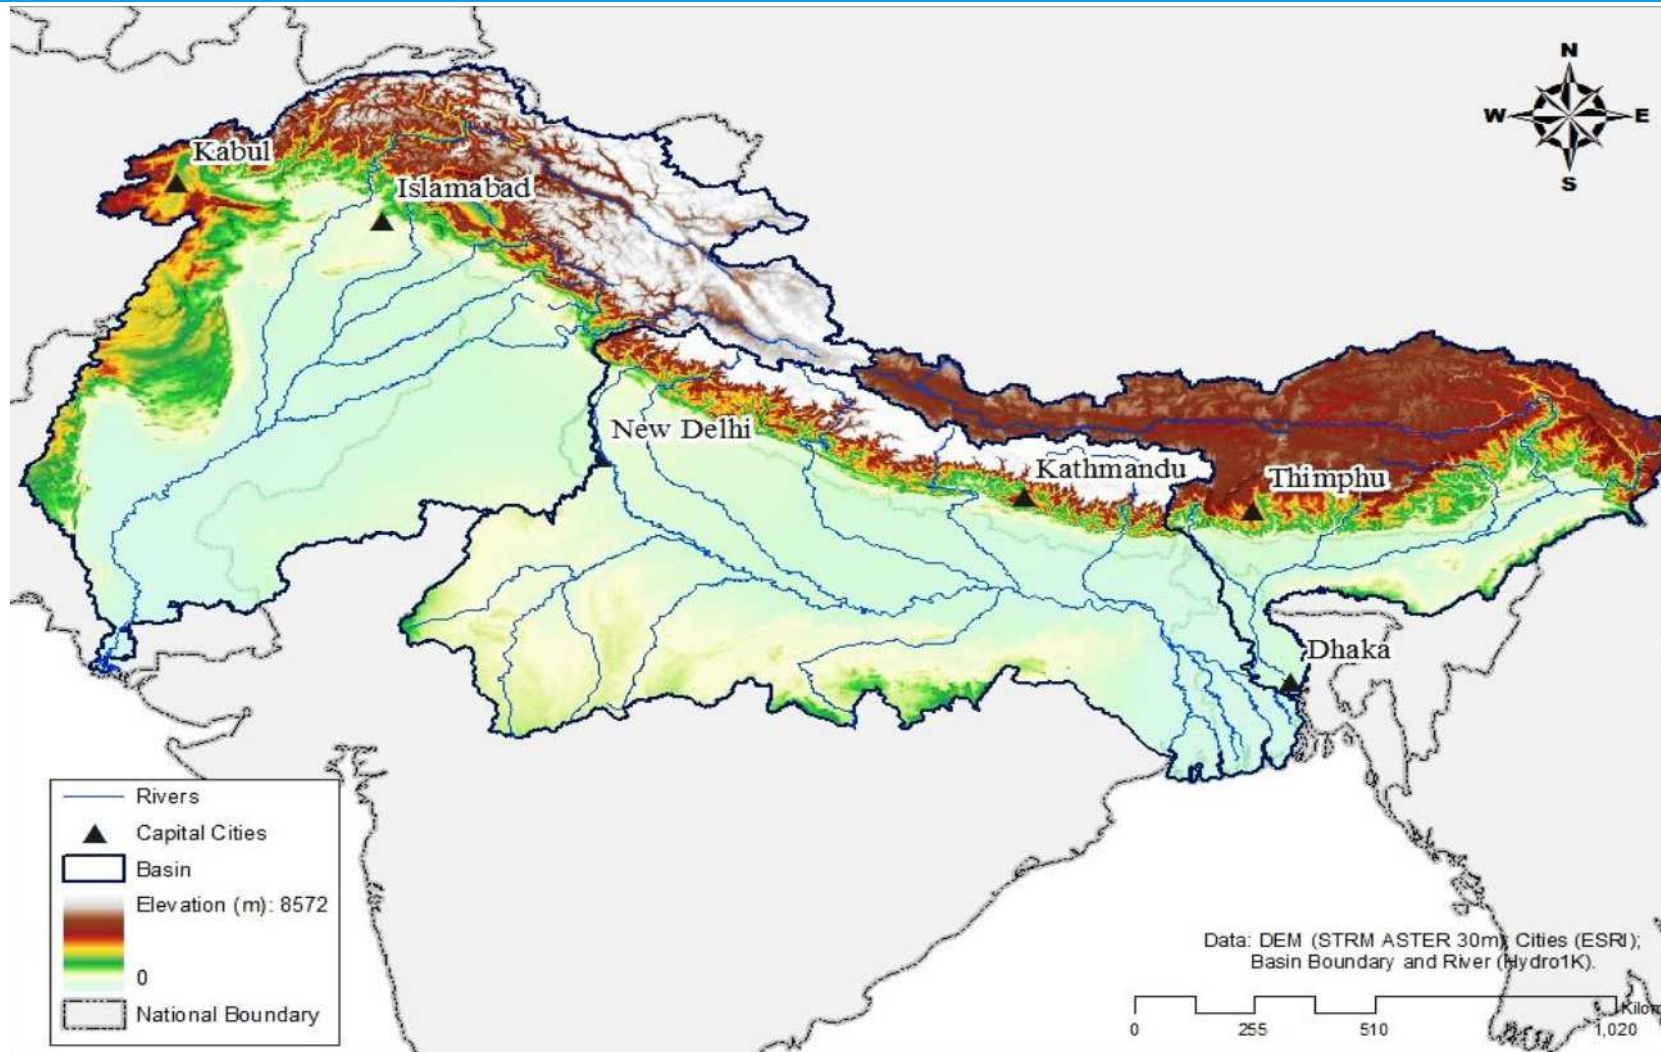 N
W
E
S
Kabul
Islamabad
New Delhi
Kathmandu
Thimphu
Dhaka
Rivers
Capital Cities
Basin
Elevation (m): 8572
0
National Boundary
Data: DEM (STRM ASTER 30m); Cities (ESRI);
Basin Boundary and River (Hydro1K).
Kilom
0 255 510 1,020